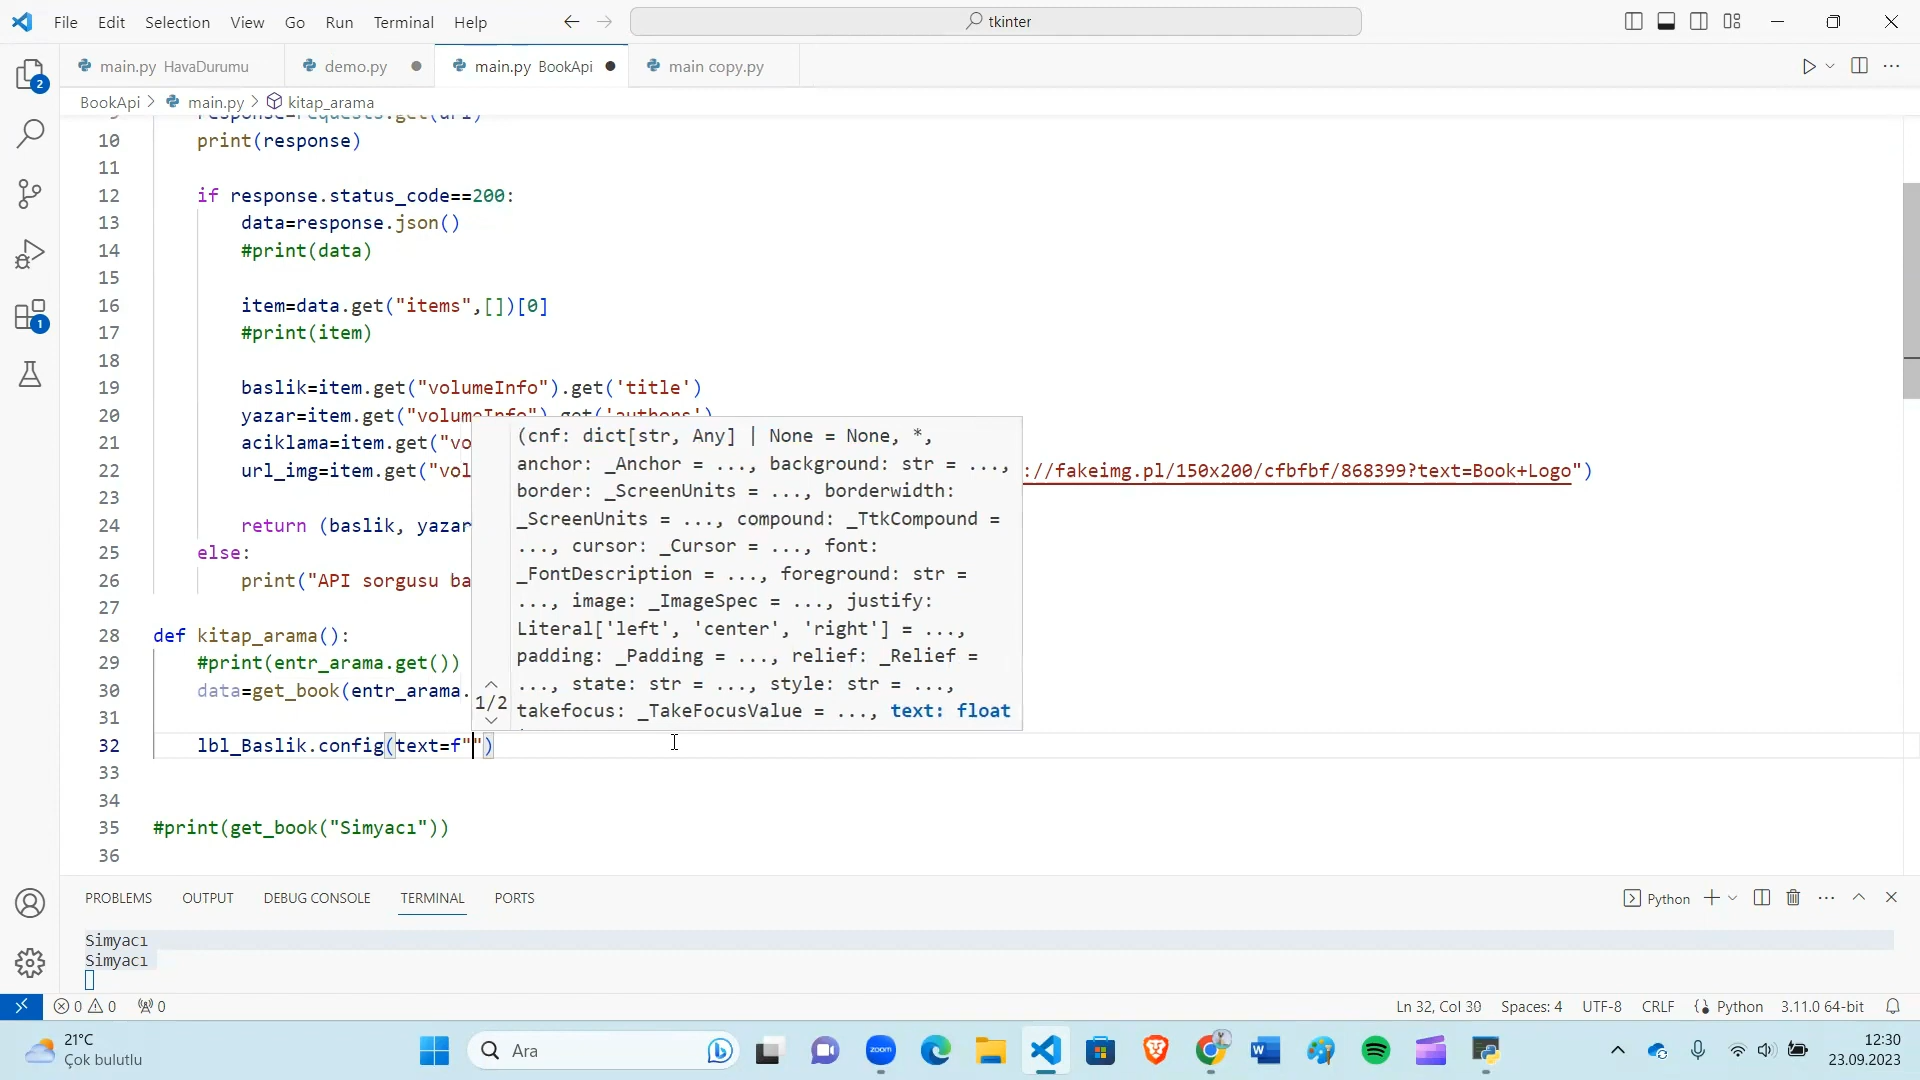 File Edit Selection View Go Run Terminal Help
tkinter
main.py HavaDurumu
demo.py
main.py BookApi
main copy.py
BookApi > main.py > kitap_arama
9 response=requests.get(url)
10 print(response)
11
12 if response.status_code==200:
13 data=response.json()
14 #print(data)
15
16 item=data.get("items",[])[0]
17 #print(item)
18
19 baslik=item.get("volumeInfo").get('title')
20 yazar=item.get("volumeInfo").get('authors')
21 aciklama=item.get("vo
22 url_img=item.get("vol
://fakeimg.pl/150x200/cfbfbf/868399?text=Book+Logo")
23
24 return (baslik, yazar
25 else:
26 print("API sorgusu ba
27
28 def kitap_arama():
29 #print(entr_arama.get())
30 data=get_book(entr_arama.
31
32 lbl_Baslik.config(text=f"")
33
34
35 #print(get_book("Simyacı"))
36
(cnf: dict[str, Any] | None = None, *,
anchor: _Anchor = ..., background: str = ...,
border: _ScreenUnits = ..., borderwidth:
_ScreenUnits = ..., compound: _TtkCompound =
..., cursor: _Cursor = ..., font:
_FontDescription = ..., foreground: str =
..., image: _ImageSpec = ..., justify:
Literal['left', 'center', 'right'] = ...,
padding: _Padding = ..., relief: _Relief =
..., state: str = ..., style: str = ...,
1/2 takefocus: _TakeFocusValue = ..., text: float
PROBLEMS OUTPUT DEBUG CONSOLE TERMINAL PORTS
Python
Simyacı
Simyacı
0 0 0
Ln 32, Col 30 Spaces: 4 UTF-8 CRLF Python 3.11.0 64-bit
21°C
Çok bulutlu
Ara
12:30
23.09.2023
2
1
zoom
W